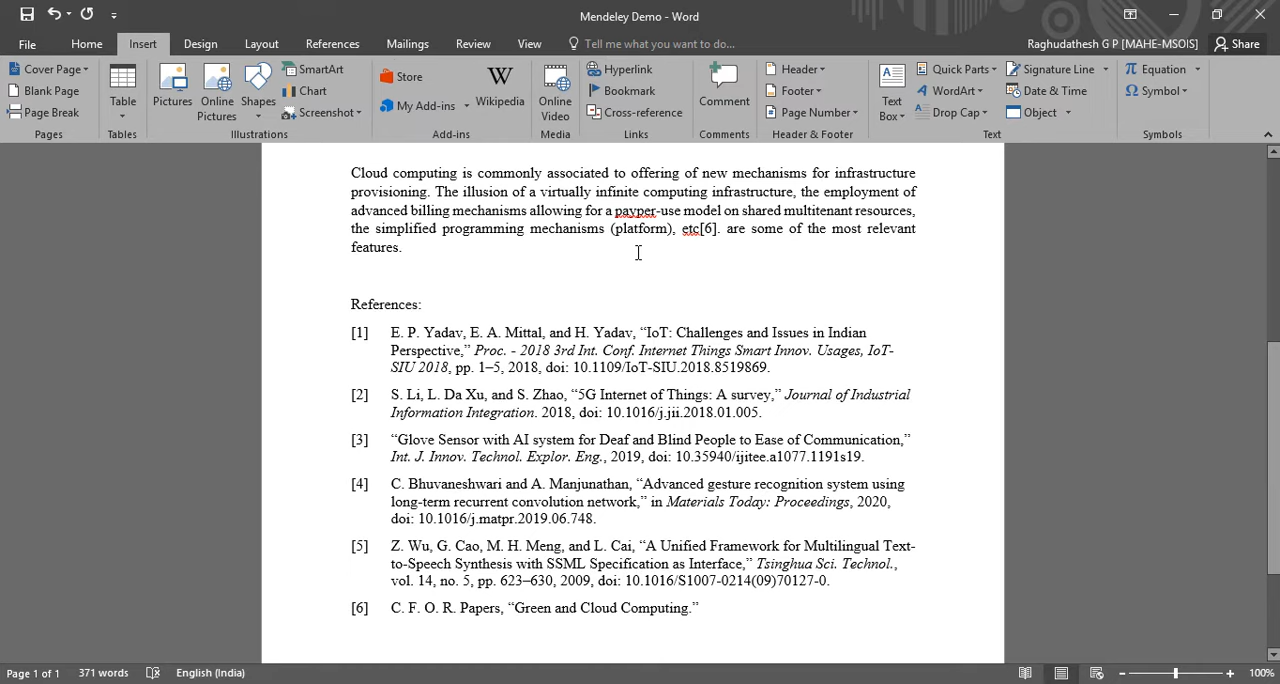 Mendeley Demo - Word
File Home Insert Design Layout References Mailings Review View Tell me what you want to do... Raghudathesh G P [MAHE-MSOIS] Share
Cover Page
Blank Page
Page Break
Pages
Table
Tables
Pictures
Online Pictures
Shapes
SmartArt
Chart
Screenshot
Illustrations
Store
My Add-ins
Wikipedia
Add-ins
Online Video
Media
Hyperlink
Bookmark
Cross-reference
Links
Comment
Comments
Header
Footer
Page Number
Header & Footer
Text Box
Quick Parts
WordArt
Drop Cap
Signature Line
Date & Time
Object
Text
Equation
Symbol
Symbols
Cloud computing is commonly associated to offering of new mechanisms for infrastructure
provisioning. The illusion of a virtually infinite computing infrastructure, the employment of
advanced billing mechanisms allowing for a payper-use model on shared multitenant resources,
the simplified programming mechanisms (platform), etc[6]. are some of the most relevant
features.
References:
[1] E. P. Yadav, E. A. Mittal, and H. Yadav, “IoT: Challenges and Issues in Indian
Perspective,” Proc. - 2018 3rd Int. Conf. Internet Things Smart Innov. Usages, IoT-
SIU 2018, pp. 1–5, 2018, doi: 10.1109/IoT-SIU.2018.8519869.
[2] S. Li, L. Da Xu, and S. Zhao, “5G Internet of Things: A survey,” Journal of Industrial
Information Integration. 2018, doi: 10.1016/j.jii.2018.01.005.
[3] “Glove Sensor with AI system for Deaf and Blind People to Ease of Communication,”
Int. J. Innov. Technol. Explor. Eng., 2019, doi: 10.35940/ijitee.a1077.1191s19.
[4] C. Bhuvaneshwari and A. Manjunathan, “Advanced gesture recognition system using
long-term recurrent convolution network,” in Materials Today: Proceedings, 2020,
doi: 10.1016/j.matpr.2019.06.748.
[5] Z. Wu, G. Cao, M. H. Meng, and L. Cai, “A Unified Framework for Multilingual Text-
to-Speech Synthesis with SSML Specification as Interface,” Tsinghua Sci. Technol.,
vol. 14, no. 5, pp. 623–630, 2009, doi: 10.1016/S1007-0214(09)70127-0.
[6] C. F. O. R. Papers, “Green and Cloud Computing.”
Page 1 of 1 371 words English (India) 100%